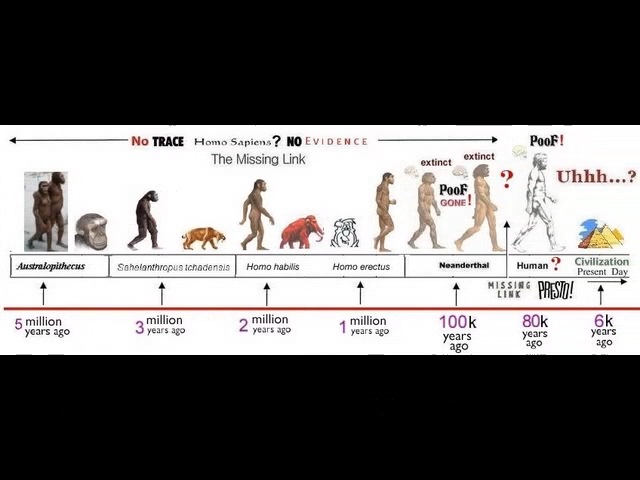 No TRACE Homo Sapiens? NO EVIDENCE
The Missing Link
PooF!
extinct
extinct
PooF
GONE!
?
Uhhh...?
Australopithecus
Sahelanthropus tchadensis
Homo habilis
Homo erectus
Neanderthal
Human ?
Civilization
Present Day
MISSING
LINK
PRESTO!
5 million
years ago
3 million
years ago
2 million
years ago
1 million
years ago
100k
years
ago
80k
years
ago
6k
years
ago